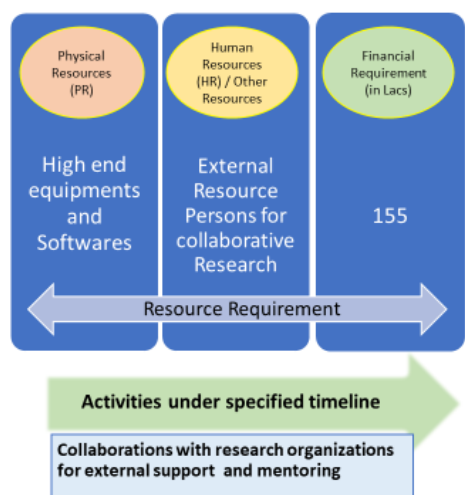 Physical
Resources
(PR)
Human
Resources
(HR) / Other
Resources
Financial
Requirement
(in Lacs)
High end
equipments
and
Softwares
External
Resource
Persons for
collaborative
Research
155
Resource Requirement
Activities under specified timeline
Collaborations with research organizations
for external support and mentoring